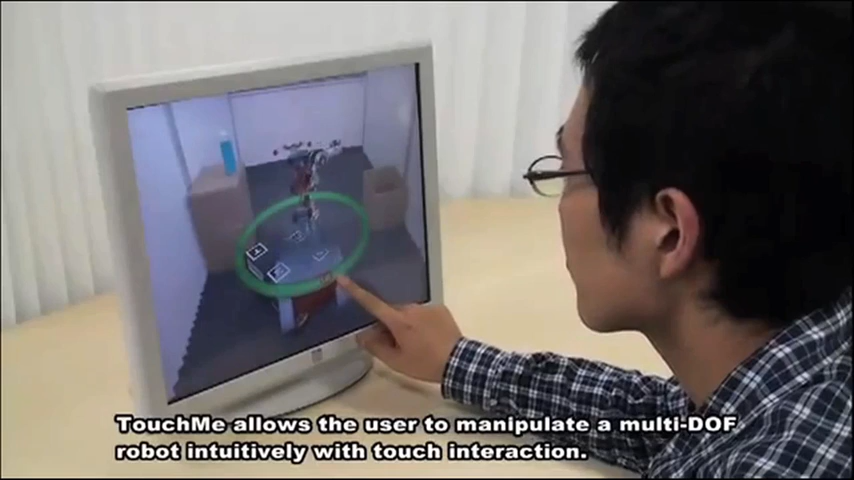 TouchMe allows the user to manipulate a multi-DOF
robot intuitively with touch interaction.